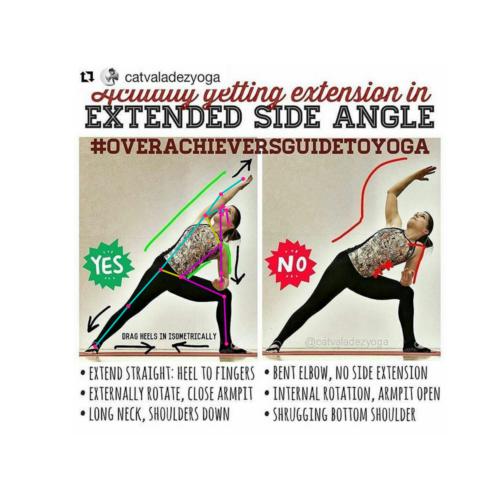 catvaladezyoga
Actually getting extension in
EXTENDED SIDE ANGLE
#OVERACHIEVERSGUIDETOYOGA
YES
NO
DRAG HEELS IN ISOMETRICALLY
@catvaladezyoga
• EXTEND STRAIGHT: HEEL TO FINGERS
• EXTERNALLY ROTATE, CLOSE ARMPIT
• LONG NECK, SHOULDERS DOWN
• BENT ELBOW, NO SIDE EXTENSION
• INTERNAL ROTATION, ARMPIT OPEN
• SHRUGGING BOTTOM SHOULDER